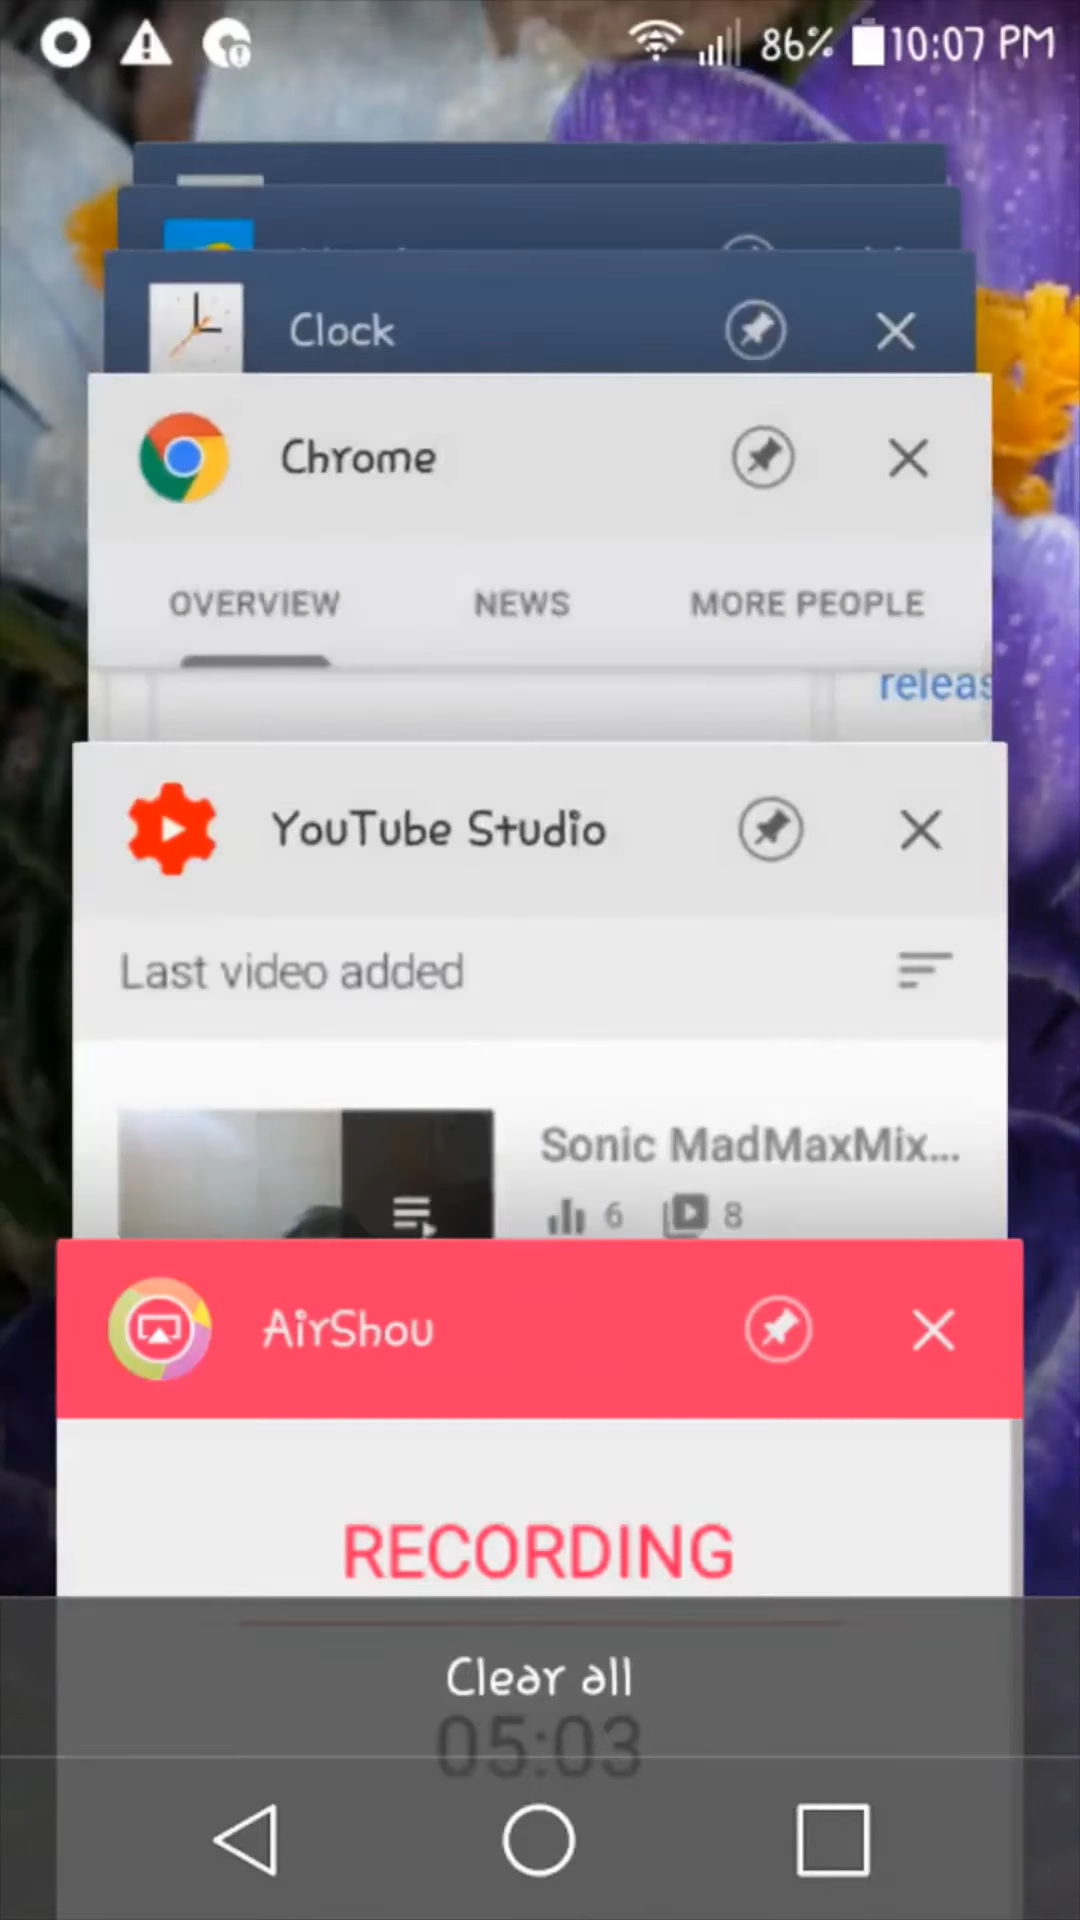 86% 10:07 PM
Clock
Chrome
OVERVIEW NEWS MORE PEOPLE
releas
YouTube Studio
Last video added
Sonic MadMaxMix...
6 8
AirShou
RECORDING
Clear all
05:03